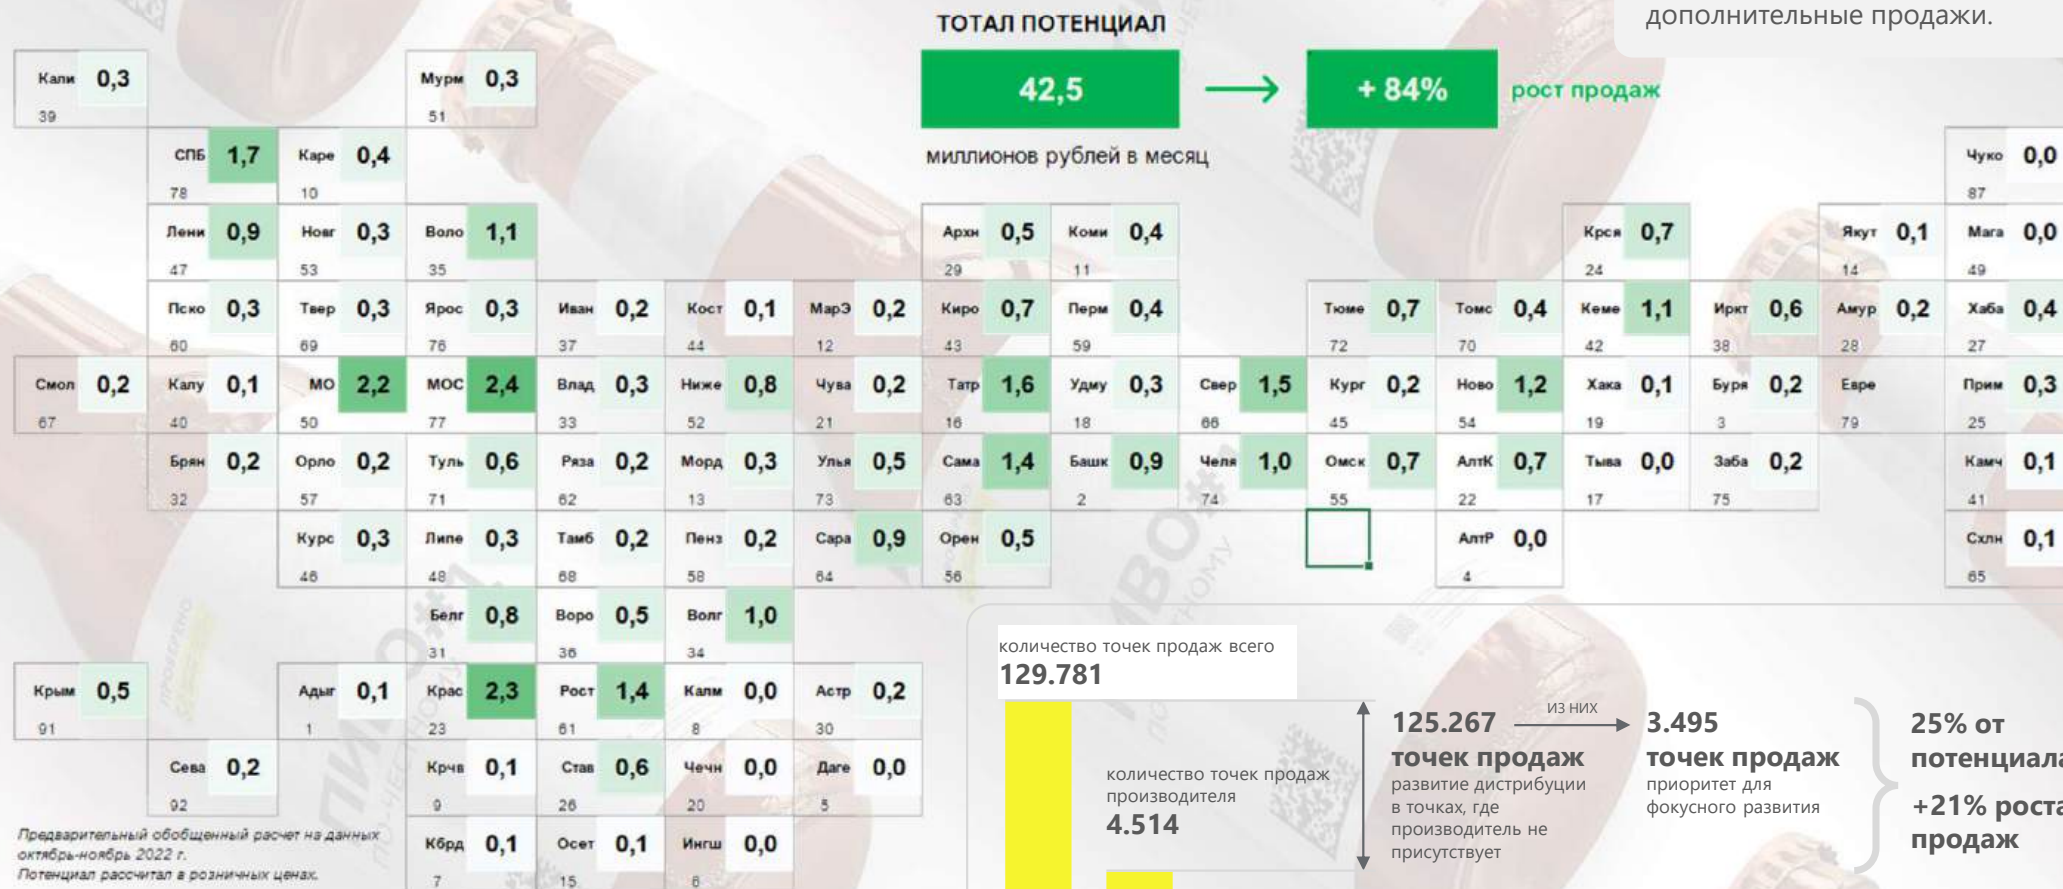 дополнительные продажи.
ТОТАЛ ПОТЕНЦИАЛ
42,5
+ 84%
рост продаж
миллионов рублей в месяц
Кали 0,3 Мурм 0,3
39 51
СПБ 1,7 Каре 0,4 Чуко 0,0
78 10 87
Лени 0,9 Новг 0,3 Воло 1,1 Архн 0,5 Коми 0,4 Крся 0,7 Якут 0,1 Мага 0,0
47 53 35 29 11 24 14 49
Пско 0,3 Твер 0,3 Ярос 0,3 Иван 0,2 Кост 0,1 МарЭ 0,2 Киро 0,7 Перм 0,4 Тюме 0,7 Томс 0,4 Кеме 1,1 Иркт 0,6 Амур 0,2 Хаба 0,4
60 69 76 37 44 12 43 59 72 70 42 38 28 27
Смол 0,2 Калу 0,1 МО 2,2 МОС 2,4 Влад 0,3 Ниже 0,8 Чува 0,2 Татр 1,6 Удму 0,3 Свер 1,5 Кург 0,2 Ново 1,2 Хака 0,1 Буря 0,2 Евре Прим 0,3
67 40 50 77 33 52 21 16 18 66 45 54 19 3 79 25
Брян 0,2 Орло 0,2 Туль 0,6 Ряза 0,2 Морд 0,3 Улья 0,5 Сама 1,4 Башк 0,9 Челя 1,0 Омск 0,7 АлтК 0,7 Тыва 0,0 Заба 0,2 Камч 0,1
32 57 71 62 13 73 63 2 74 55 22 17 75 41
Курс 0,3 Липе 0,3 Тамб 0,2 Пенз 0,2 Сара 0,9 Орен 0,5 АлтР 0,0 Схлн 0,1
46 48 68 58 64 56 4 65
Белг 0,8 Воро 0,5 Волг 1,0
31 36 34
Крым 0,5 Адыг 0,1 Крас 2,3 Рост 1,4 Калм 0,0 Астр 0,2
91 1 23 61 8 30
Сева 0,2 Крчв 0,1 Став 0,6 Чечн 0,0 Даге 0,0
92 9 26 20 5
Кбрд 0,1 Осет 0,1 Ингш 0,0
7 15 6
Предварительный обобщенный расчет на данных
октябрь-ноябрь 2022 г.
Потенциал рассчитал в розничных ценах.
количество точек продаж всего
129.781
количество точек продаж
производителя
4.514
125.267
точек продаж
развитие дистрибуции
в точках, где
производитель не
присутствует
ИЗ НИХ
3.495
точек продаж
приоритет для
фокусного развития
25% от
потенциала
+21% роста
продаж